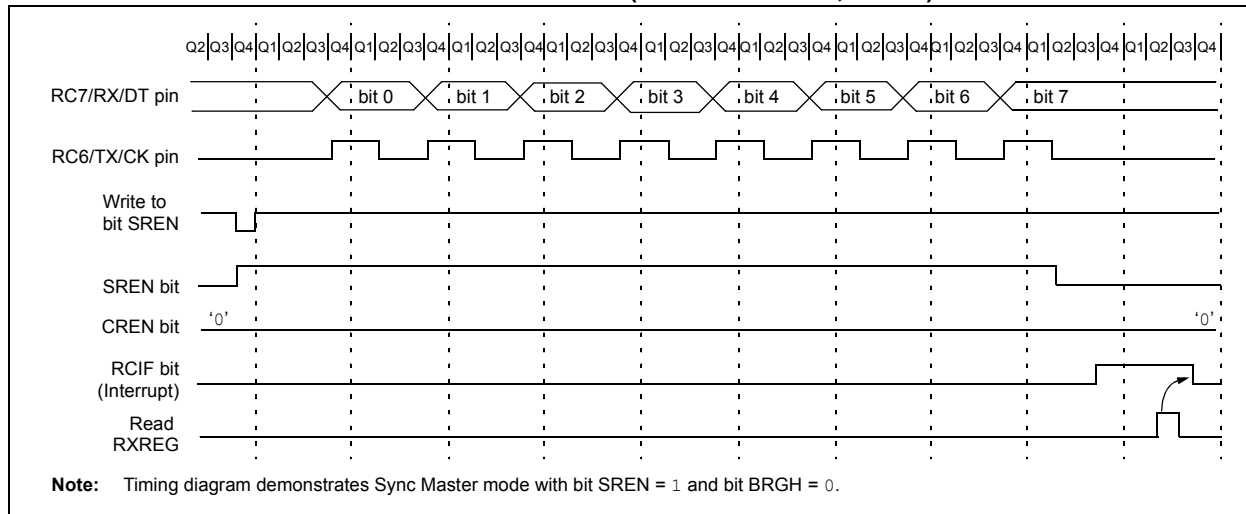 Q2|Q3|Q4|Q1|Q2|Q3|Q4|Q1|Q2|Q3|Q4|Q1|Q2|Q3|Q4|Q1|Q2|Q3|Q4|Q1|Q2|Q3|Q4|Q1|Q2|Q3|Q4|Q1|Q2|Q3|Q4|Q1|Q2|Q3|Q4|Q1|Q2|Q3|Q4|Q1|Q2|Q3|Q4
RC7/RX/DT pin bit 0 bit 1 bit 2 bit 3 bit 4 bit 5 bit 6 bit 7
RC6/TX/CK pin
Write to
bit SREN
SREN bit
CREN bit '0' '0'
RCIF bit
(Interrupt)
Read
RXREG
Note: Timing diagram demonstrates Sync Master mode with bit SREN = 1 and bit BRGH = 0.